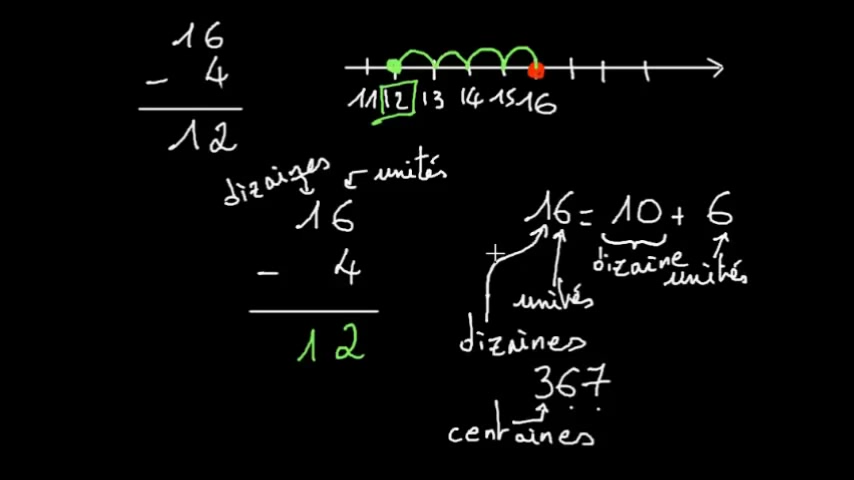 16
- 4
12
11 12 13 14 15 16
dizaines
unités
16
- 4
12
16 = 10 + 6
dizaine unités
unités
dizaines
367
centaines